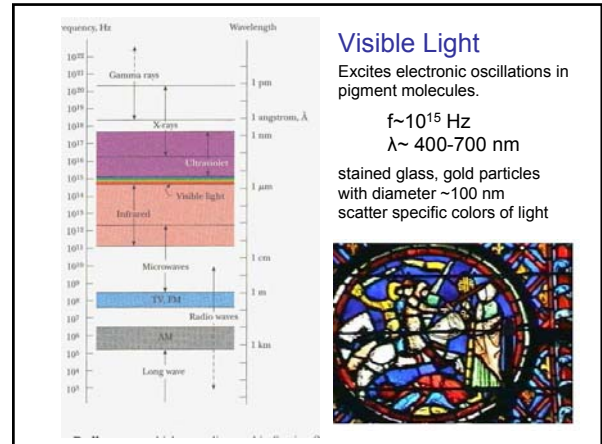 requency, Hz Wavelength
10²²
10²¹
Gamma rays
10²⁰
1 pm
10¹⁹
10¹⁸
1 angstrom, Å
X-rays
10¹⁷
1 nm
10¹⁶
Ultraviolet
10¹⁵
1 μm
10¹⁴
Visible light
10¹³
Infrared
10¹²
10¹¹
1 cm
10¹⁰
Microwaves
10⁹
1 m
10⁸
TV, FM
10⁷
Radio waves
10⁶
AM
10⁵
1 km
10⁴
Long wave
10³
Visible Light
Excites electronic oscillations in
pigment molecules.
f~10¹⁵ Hz
λ~ 400-700 nm
stained glass, gold particles
with diameter ~100 nm
scatter specific colors of light